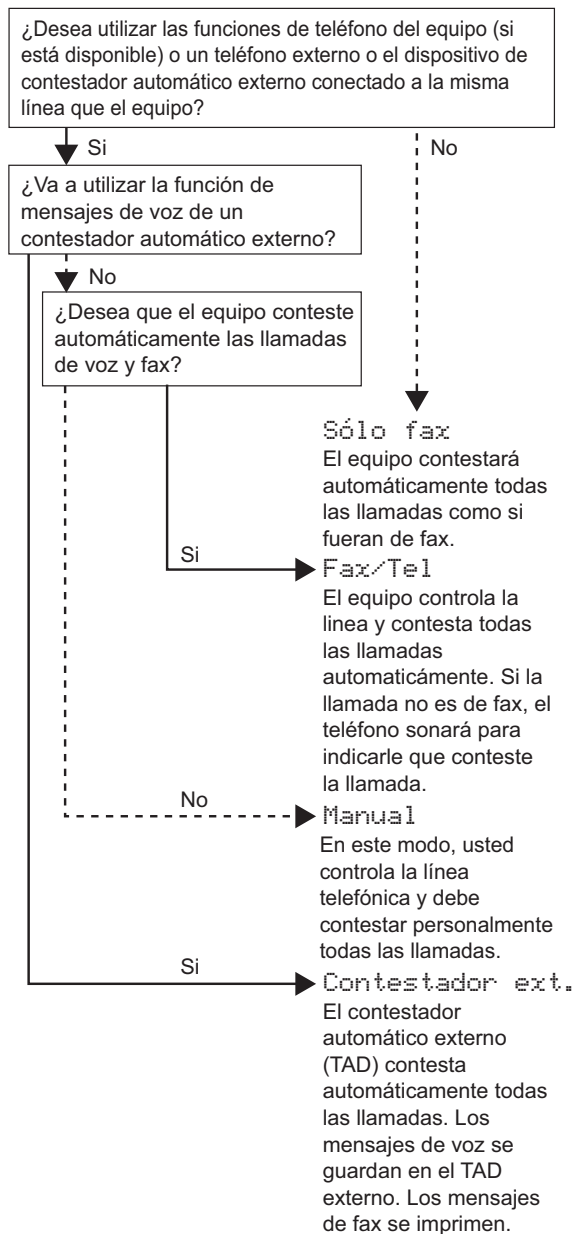 ¿Desea utilizar las funciones de teléfono del equipo (si
está disponible) o un teléfono externo o el dispositivo de
contestador automático externo conectado a la misma
línea que el equipo?
Si
No
¿Va a utilizar la función de
mensajes de voz de un
contestador automático externo?
No
¿Desea que el equipo conteste
automáticamente las llamadas
de voz y fax?
Sólo fax
El equipo contestará
automáticamente todas
las llamadas como si
fueran de fax.
Si
Fax/Tel
El equipo controla la
linea y contesta todas
las llamadas
automaticámente. Si la
llamada no es de fax, el
teléfono sonará para
indicarle que conteste
la llamada.
No
Manual
En este modo, usted
controla la línea
telefónica y debe
contestar personalmente
todas las llamadas.
Si
Contestador ext.
El contestador
automático externo
(TAD) contesta
automáticamente todas
las llamadas. Los
mensajes de voz se
guardan en el TAD
externo. Los mensajes
de fax se imprimen.